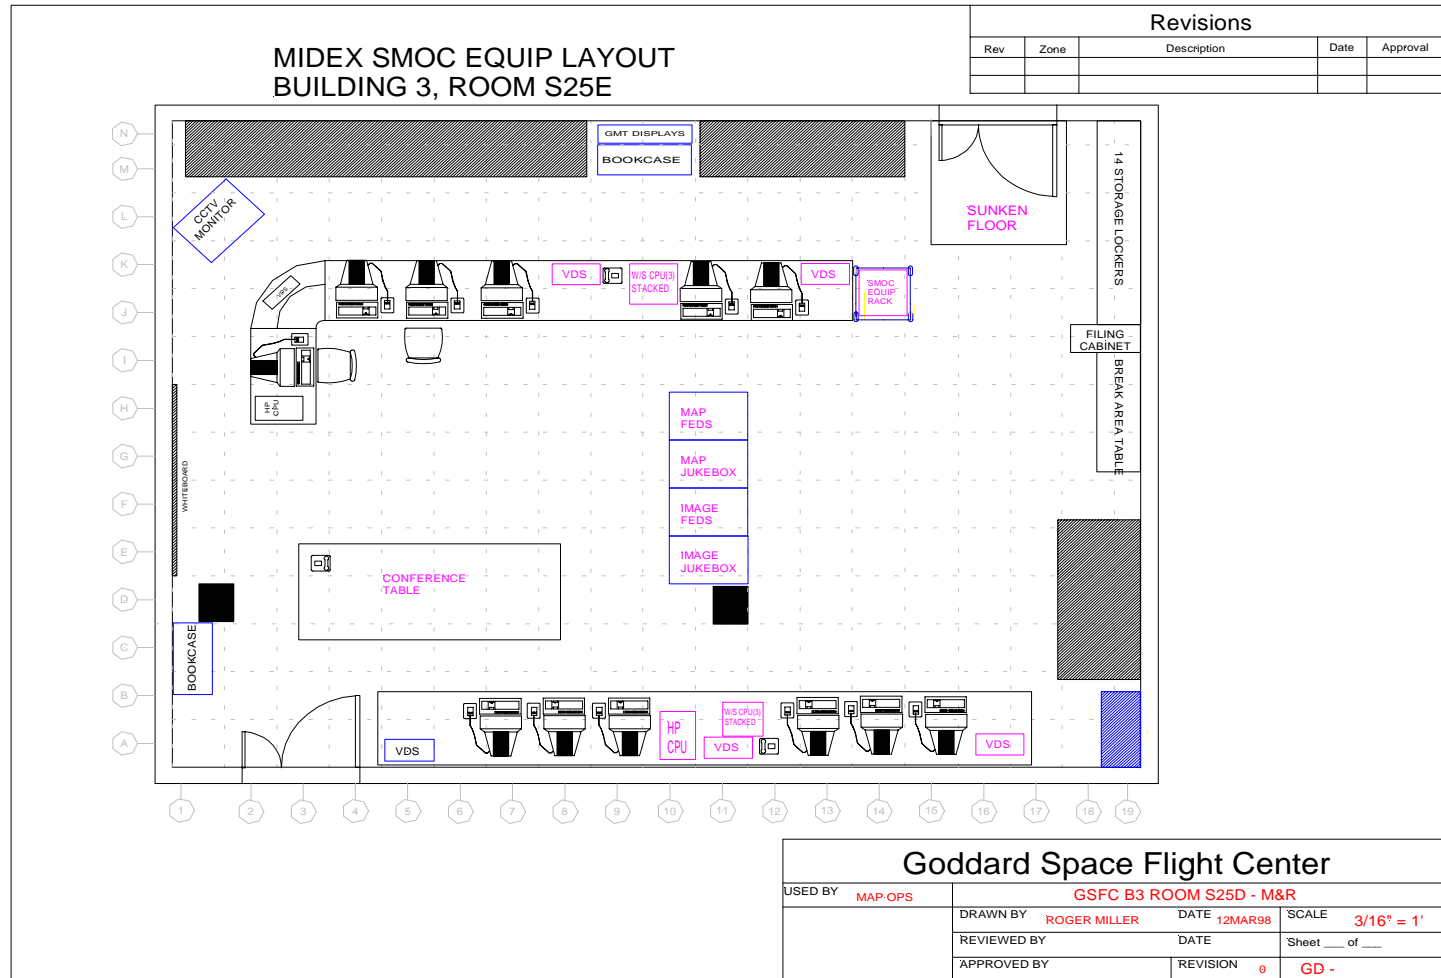 Revisions
Rev Zone Description Date Approval
MIDEX SMOC EQUIP LAYOUT
BUILDING 3, ROOM S25E
N
M
L
K
J
I
H
G
F
E
D
C
B
A
GMT DISPLAYS
BOOKCASE
CCTV
MONITOR
SUNKEN
FLOOR
14 STORAGE LOCKERS
VDS
VDS
W/S CPU(3)
STACKED
VDS
SMOC
EQUIP
RACK
FILING
CABINET
BREAK AREA TABLE
HP
CPU
WHITEBOARD
MAP
FEDS
MAP
JUKEBOX
IMAGE
FEDS
IMAGE
JUKEBOX
CONFERENCE
TABLE
BOOKCASE
VDS
HP
CPU
W/S CPU(3)
STACKED
VDS
VDS
1 2 3 4 5 6 7 8 9 10 11 12 13 14 15 16 17 18 19
Goddard Space Flight Center
USED BY MAP OPS
GSFC B3 ROOM S25D - M&R
DRAWN BY ROGER MILLER DATE 12MAR98 SCALE 3/16" = 1'
REVIEWED BY DATE Sheet ___ of ___
APPROVED BY REVISION 0 GD -